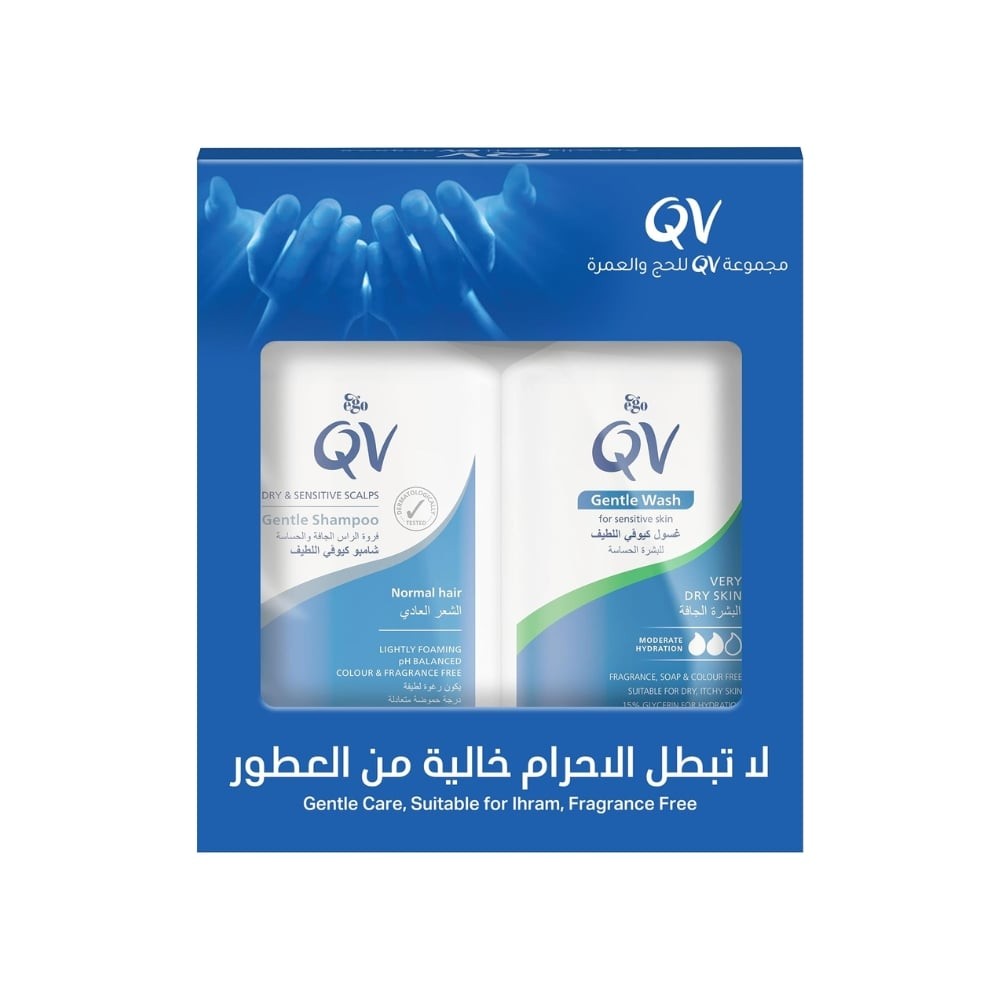 QV
QV
مجموعة QV للحج والعمرة
ego
QV
DRY & SENSITIVE SCALPS
Gentle Shampoo
فروة الراس الجافة والحساسة
شامبو كيوفي اللطيف
DERMATOLOGICALLY
TESTED
Normal hair
الشعر العادي
LIGHTLY FOAMING
pH BALANCED
COLOUR & FRAGRANCE FREE
يكون رغوة لطيفة
درجة حموضة متعادلة
ego
QV
Gentle Wash
for sensitive skin
غسول كيوفي اللطيف
للبشرة الحساسة
VERY
DRY SKIN
البشرة الجافة
MODERATE
HYDRATION
FRAGRANCE, SOAP & COLOUR FREE
SUITABLE FOR DRY, ITCHY SKIN
15% GLYCERIN FOR HYDRATION
لا تبطل الاحرام خالية من العطور
Gentle Care, Suitable for Ihram, Fragrance Free